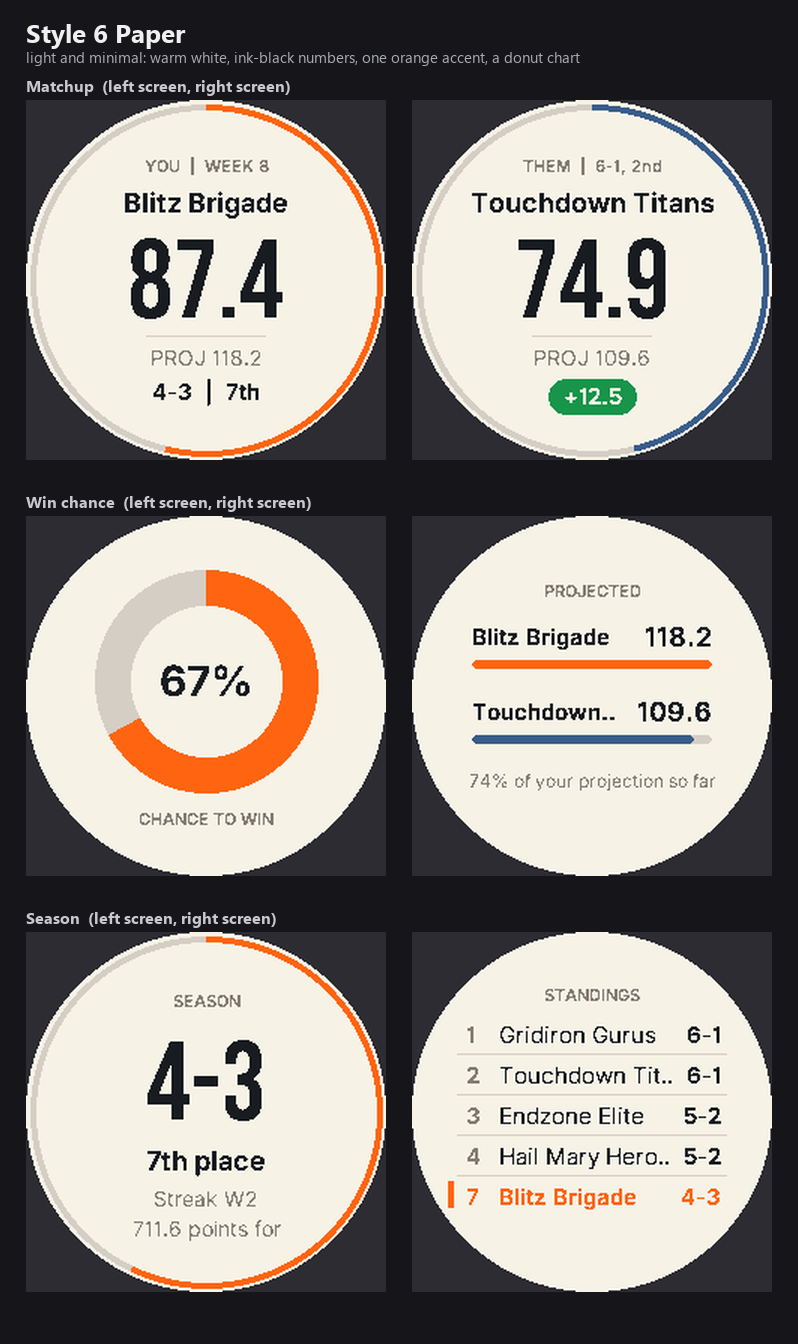 Style 6 Paper
light and minimal: warm white, ink-black numbers, one orange accent, a donut chart
Matchup (left screen, right screen)
YOU | WEEK 8
Blitz Brigade
87.4
PROJ 118.2
4-3 | 7th
THEM | 6-1, 2nd
Touchdown Titans
74.9
PROJ 109.6
+12.5
Win chance (left screen, right screen)
67%
CHANCE TO WIN
PROJECTED
Blitz Brigade 118.2
Touchdown.. 109.6
74% of your projection so far
Season (left screen, right screen)
SEASON
4-3
7th place
Streak W2
711.6 points for
STANDINGS
1 Gridiron Gurus 6-1
2 Touchdown Tit.. 6-1
3 Endzone Elite 5-2
4 Hail Mary Hero.. 5-2
7 Blitz Brigade 4-3